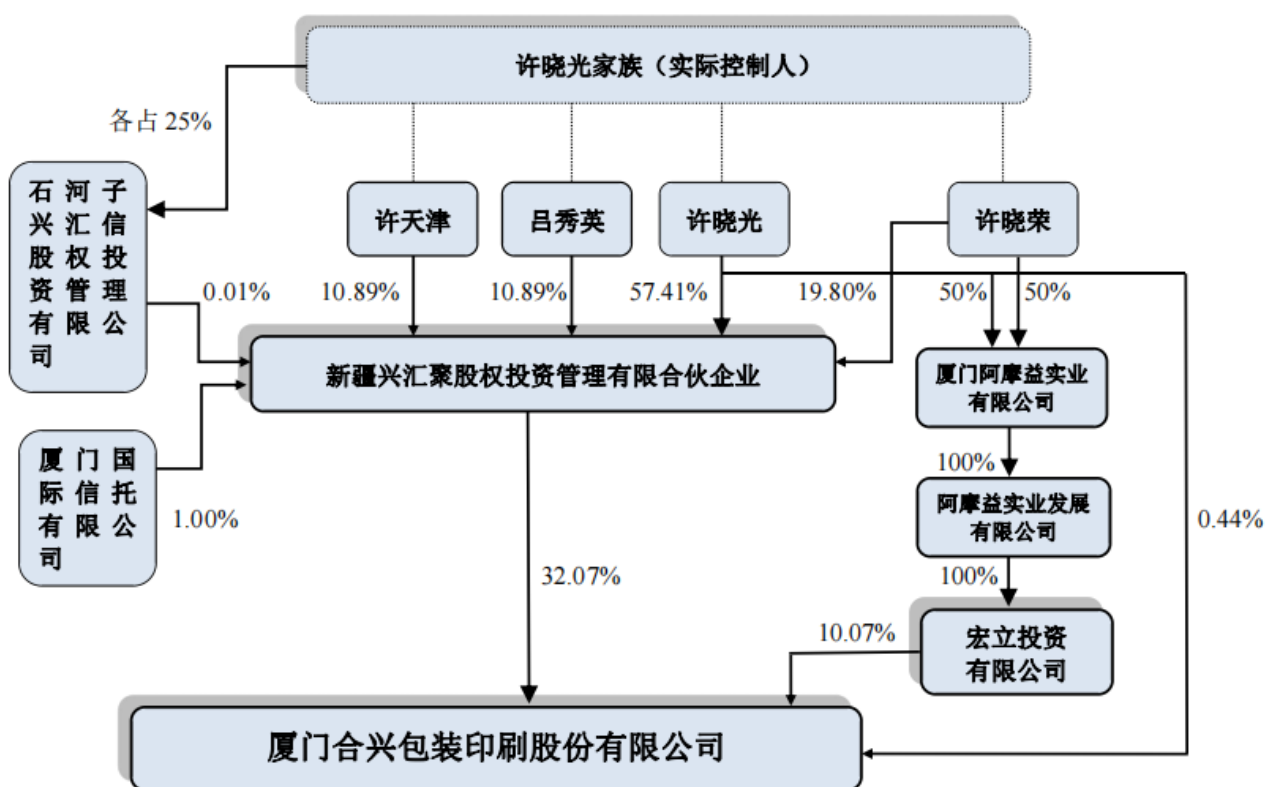 许晓光家族（实际控制人）
各占 25%
石河子
兴汇信
股权投
资管理
有限公
司
许天津
吕秀英
许晓光
许晓荣
0.01%
10.89%
10.89%
57.41%
19.80%
50%
50%
新疆兴汇聚股权投资管理有限合伙企业
厦门阿摩益实业
有限公司
厦门国
际信托
有限公
司
1.00%
100%
阿摩益实业发展
有限公司
0.44%
32.07%
100%
10.07%
宏立投资
有限公司
厦门合兴包装印刷股份有限公司